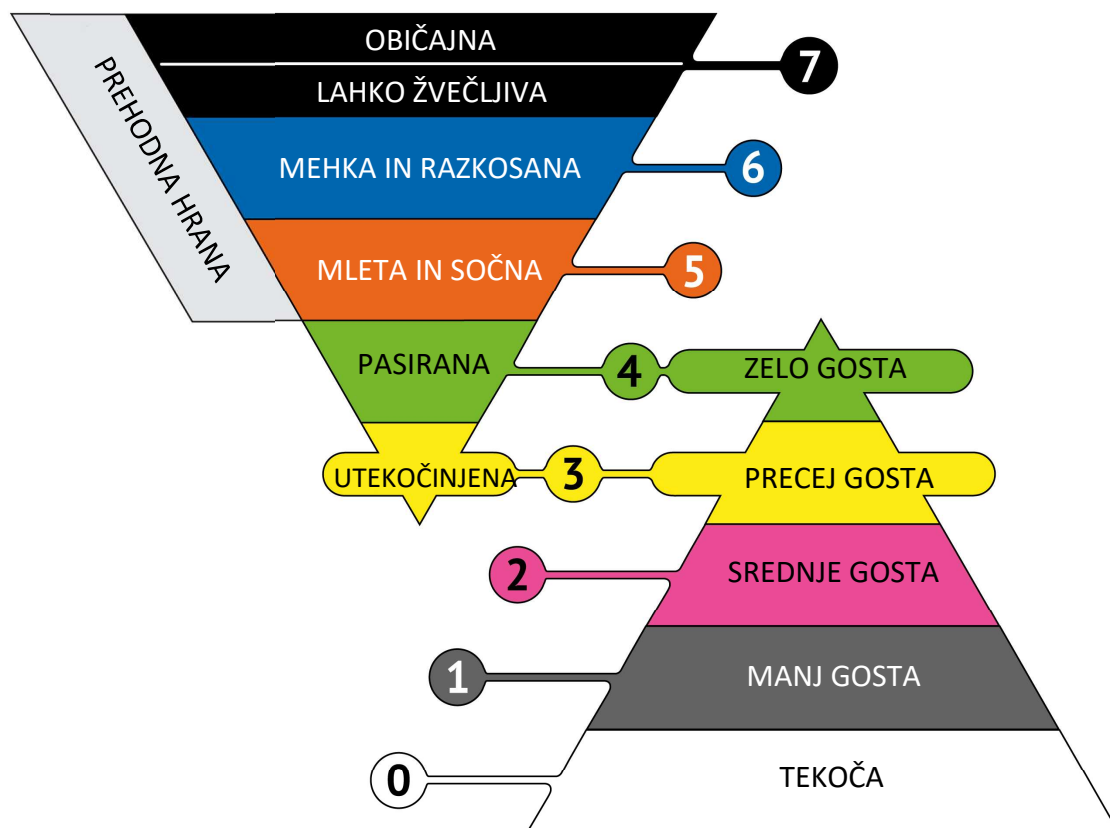 OBIČAJNA
7
LAHKO ŽVEČLJIVA
PREHODNA HRANA
MEHKA IN RAZKOSANA
6
MLETA IN SOČNA
5
PASIRANA
4
ZELO GOSTA
UTEKOČINJENA
3
PRECEJ GOSTA
2
SREDNJE GOSTA
1
MANJ GOSTA
0
TEKOČA